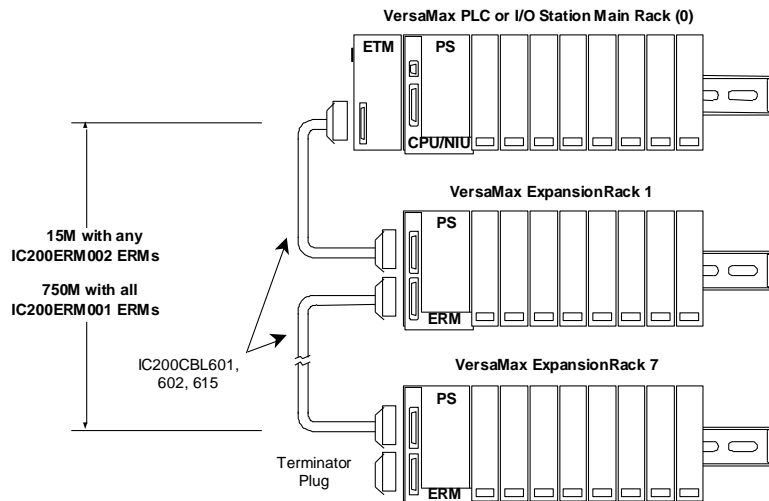 VersaMax PLC or I/O Station Main Rack (0)
ETM
PS
CPU/NIU
VersaMax ExpansionRack 1
PS
15M with any
IC200ERM002 ERMs
750M with all
IC200ERM001 ERMs
ERM
IC200CBL601,
602, 615
VersaMax ExpansionRack 7
PS
Terminator
Plug
ERM